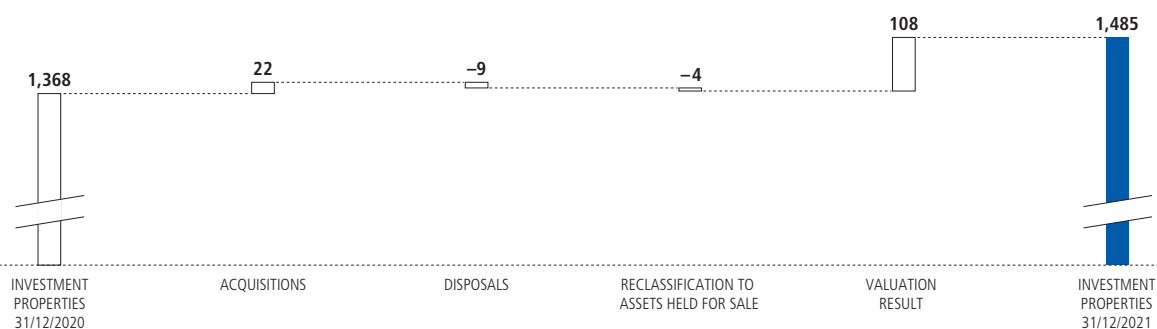 1,368
22
–9
–4
108
1,485
INVESTMENT
PROPERTIES
31/12/2020
ACQUISITIONS
DISPOSALS
RECLASSIFICATION TO
ASSETS HELD FOR SALE
VALUATION
RESULT
INVESTMENT
PROPERTIES
31/12/2021